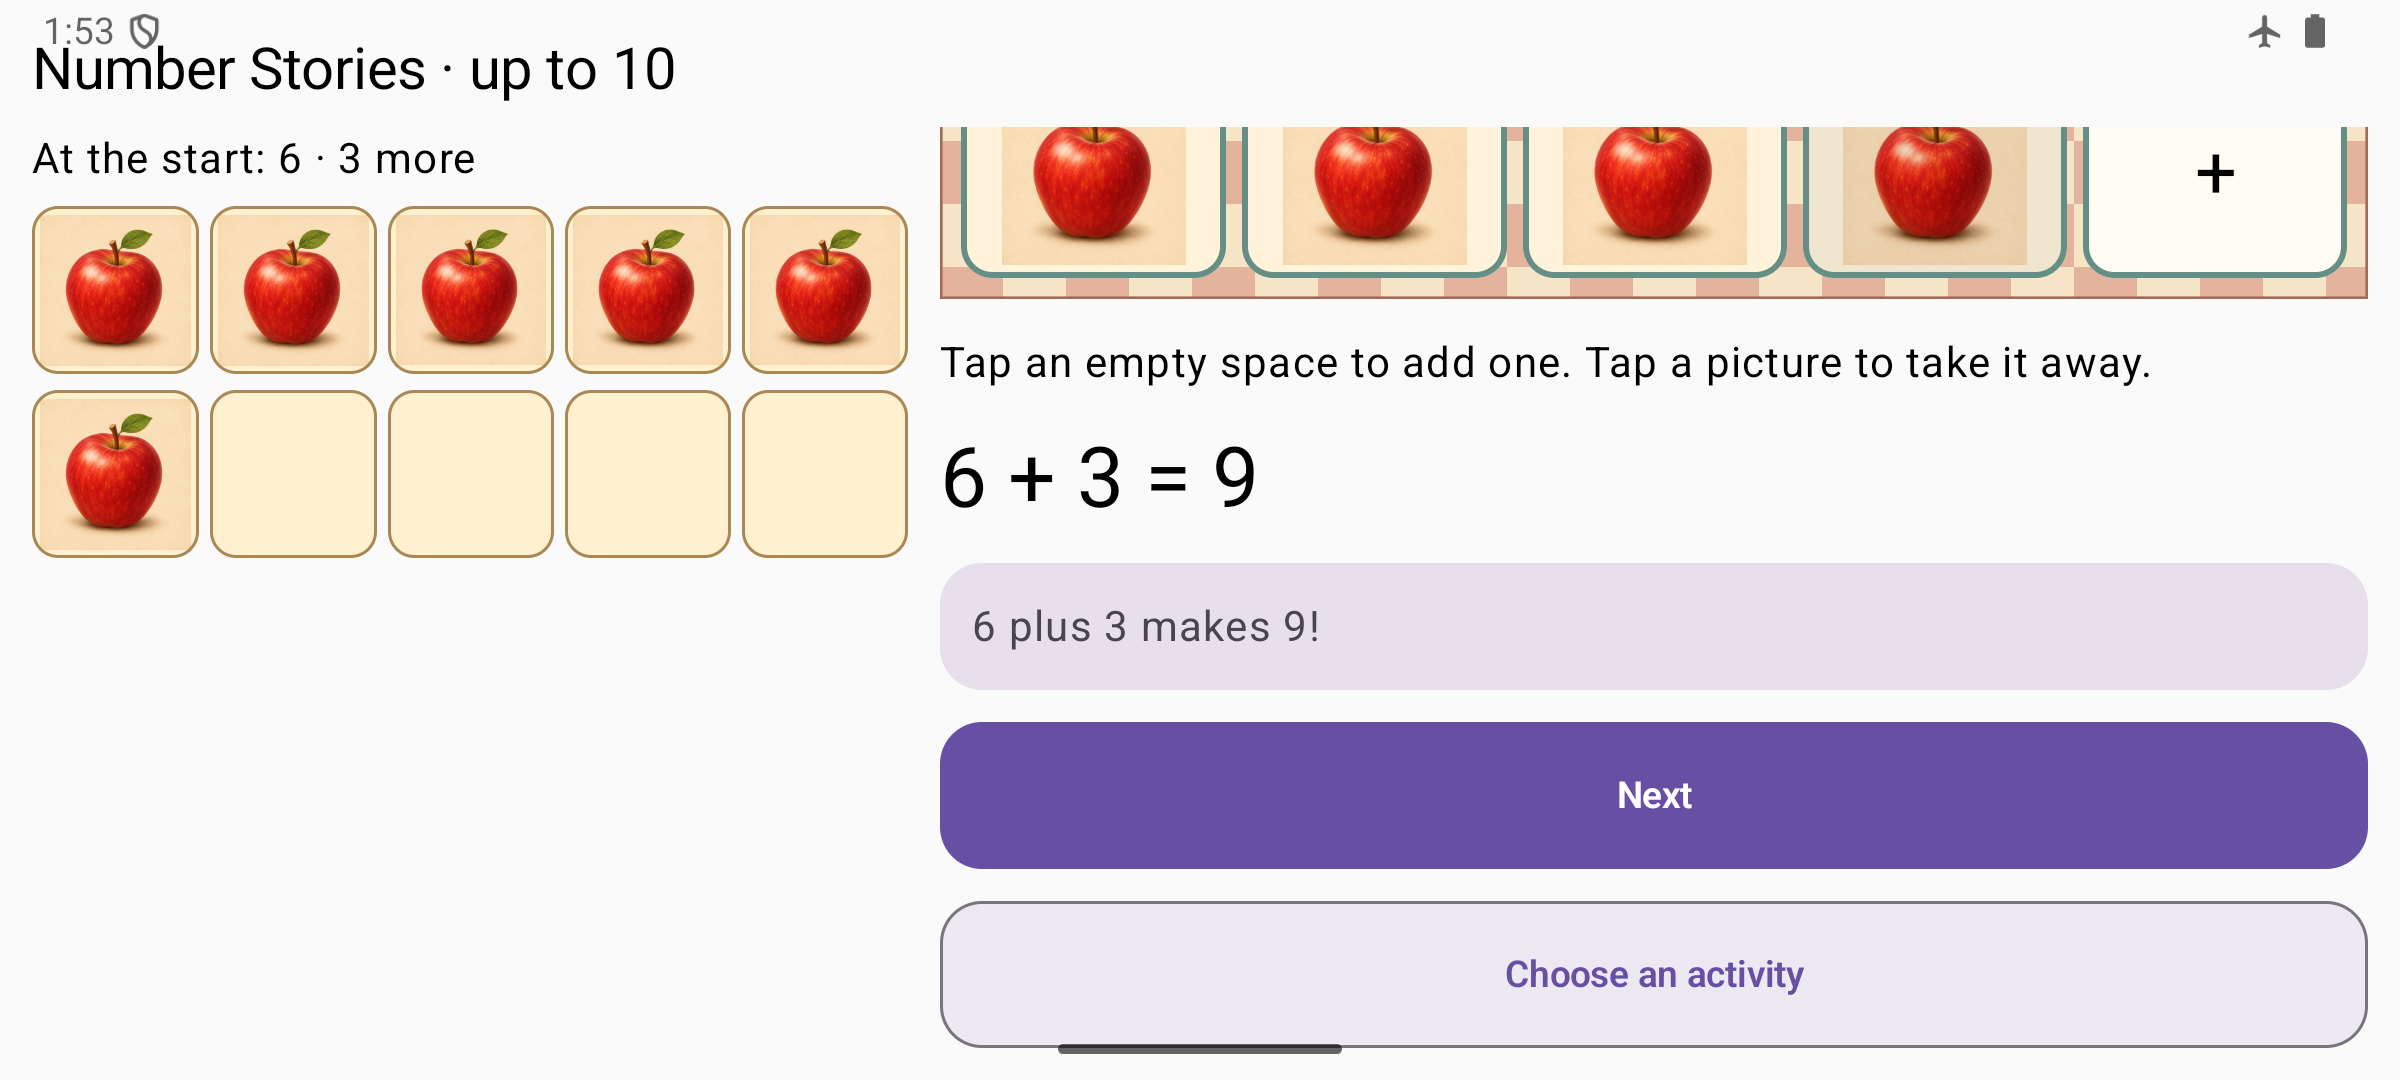 1:53
Number Stories · up to 10
At the start: 6 · 3 more
+
Tap an empty space to add one. Tap a picture to take it away.
6 + 3 = 9
6 plus 3 makes 9!
Next
Choose an activity